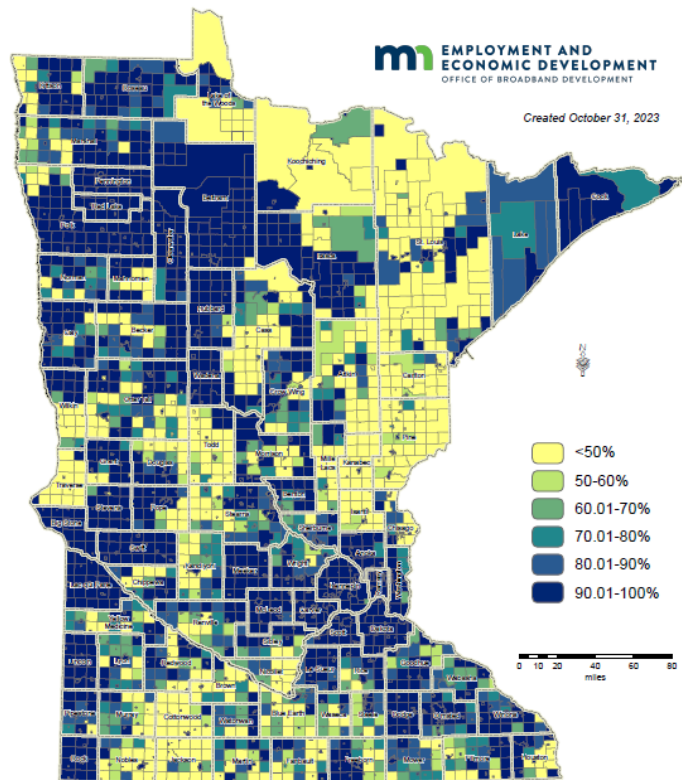 mn EMPLOYMENT AND
ECONOMIC DEVELOPMENT
OFFICE OF BROADBAND DEVELOPMENT
Created October 31, 2023
Kittson
Roseau
Lake of
the Woods
Marshall
Koochiching
Pennington
Beltrami
Red Lake
Cook
Polk
Clearwater
St. Louis
Lake
Itasca
Norman
Mahnomen
Hubbard
Cass
Clay
Becker
N
Wadena
Aitkin
Carlton
Crow Wing
Wilkin
Otter Tail
Pine
Todd
Morrison
Mille
Lacs
Kanabec
Grant
Douglas
Traverse
Benton
Stevens
Pope
Stearns
Isanti
Big Stone
Sherburne
Chisago
Swift
Anoka
Kandiyohi
Meeker
Wright
Hennepin
Washington
Lac qui Parle
Chippewa
McLeod
Carver
Yellow
Medicine
Renville
Scott
Dakota
Sibley
Lincoln
Lyon
Redwood
Nicollet
Le Sueur
Rice
Goodhue
Wabasha
Brown
Pipestone
Murray
Cottonwood
Watonwan
Blue Earth
Waseca
Steele
Dodge
Olmsted
Winona
Rock
Nobles
Jackson
Martin
Faribault
Freeborn
Mower
Fillmore
Houston
<50%
50-60%
60.01-70%
70.01-80%
80.01-90%
90.01-100%
0 10 20 40 60 80
miles